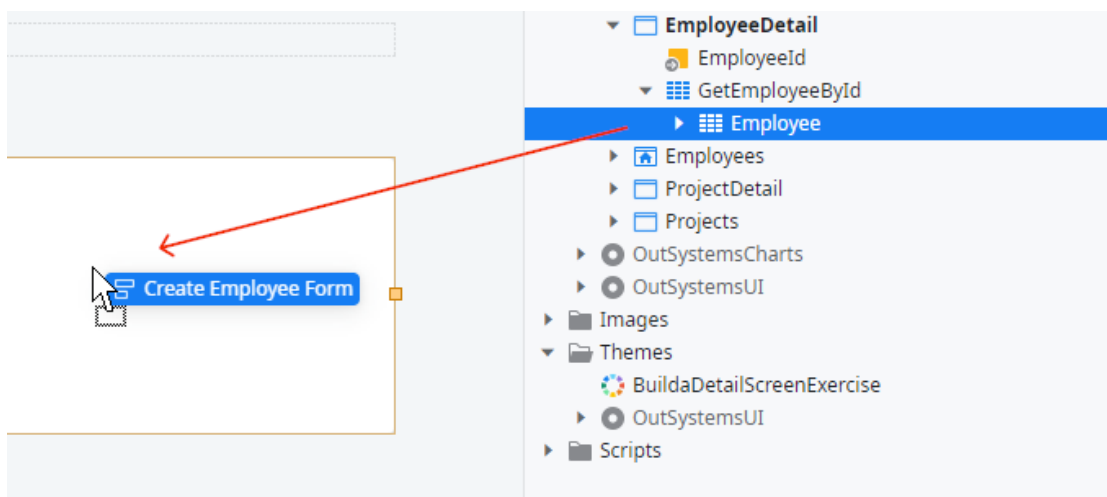 EmployeeDetail
EmployeeId
GetEmployeeById
Employee
Employees
ProjectDetail
Projects
OutSystemsCharts
Create Employee Form
OutSystemsUI
Images
Themes
BuildaDetailScreenExercise
OutSystemsUI
Scripts